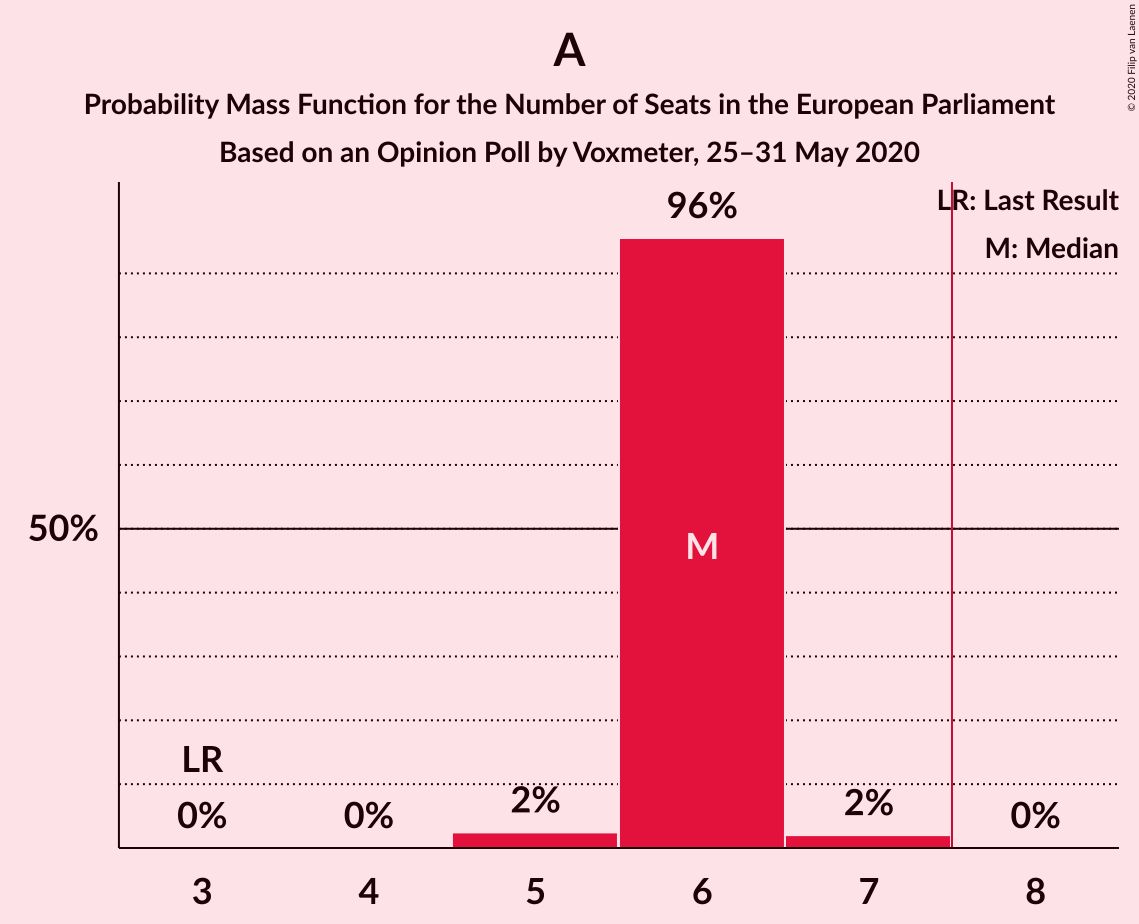 A
Probability Mass Function for the Number of Seats in the European Parliament
Based on an Opinion Poll by Voxmeter, 25–31 May 2020
© 2020 Filip van Laenen
LR: Last Result
M: Median
96%
50%
M
LR
0%
0%
2%
2%
0%
3
4
5
6
7
8